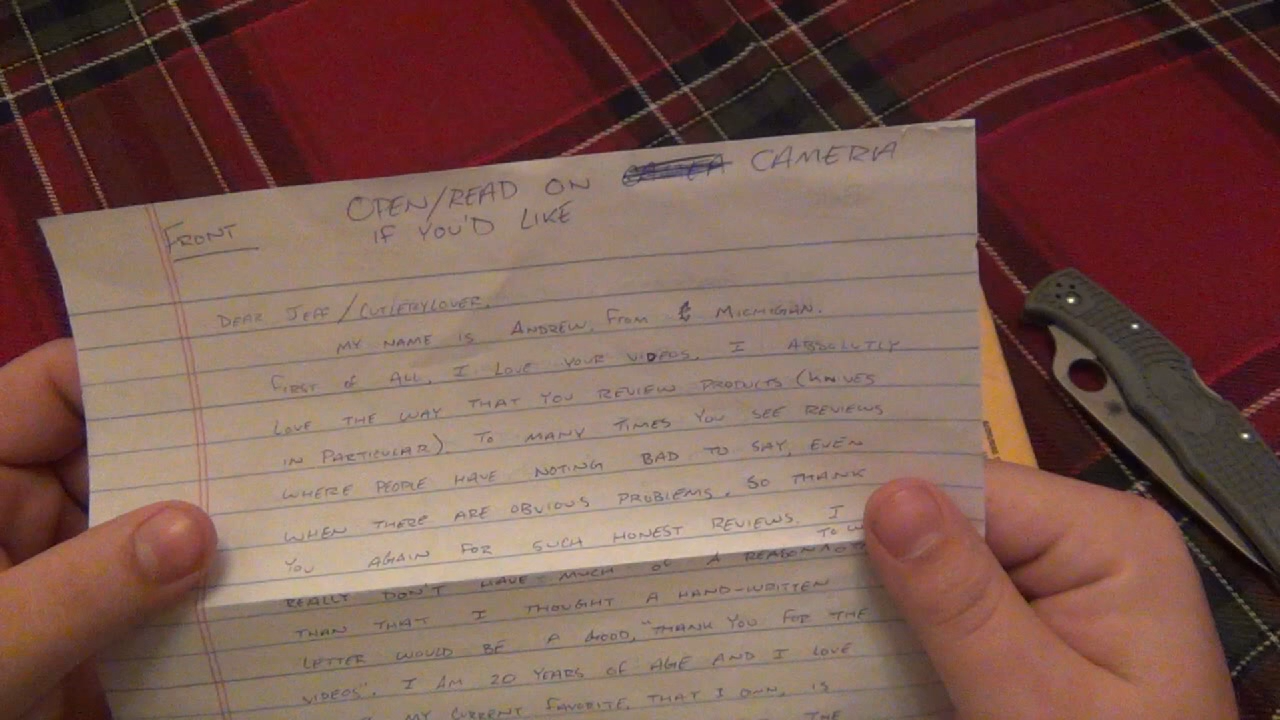 OPEN/READ ON CAMERIA
IF YOU'D LIKE
FRONT
DEAR JEFF/CUTLERYLOVER,
MY NAME IS ANDREW, FROM MICHIGAN.
FIRST OF ALL, I LOVE YOUR VIDEOS, I ABSOLUTLY
LOVE THE WAY THAT YOU REVIEW PRODUCTS (KNIVES
IN PARTICULAR). TO MANY TIMES YOU SEE REVIEWS
WHERE PEOPLE HAVE NOTING BAD TO SAY, EVEN
WHEN THERE ARE OBVIOUS PROBLEMS. SO THANK
YOU AGAIN FOR SUCH HONEST REVIEWS. I
REALLY DON'T HAVE MUCH OF A REASON TO
THAN THAT I THOUGHT A HAND-WRITTEN
LETTER WOULD BE A GOOD, "THANK YOU FOR THE
VIDEOS". I AM 20 YEARS OF AGE AND I LOVE
MY CURRENT FAVORITE, THAT I OWN, IS
THE